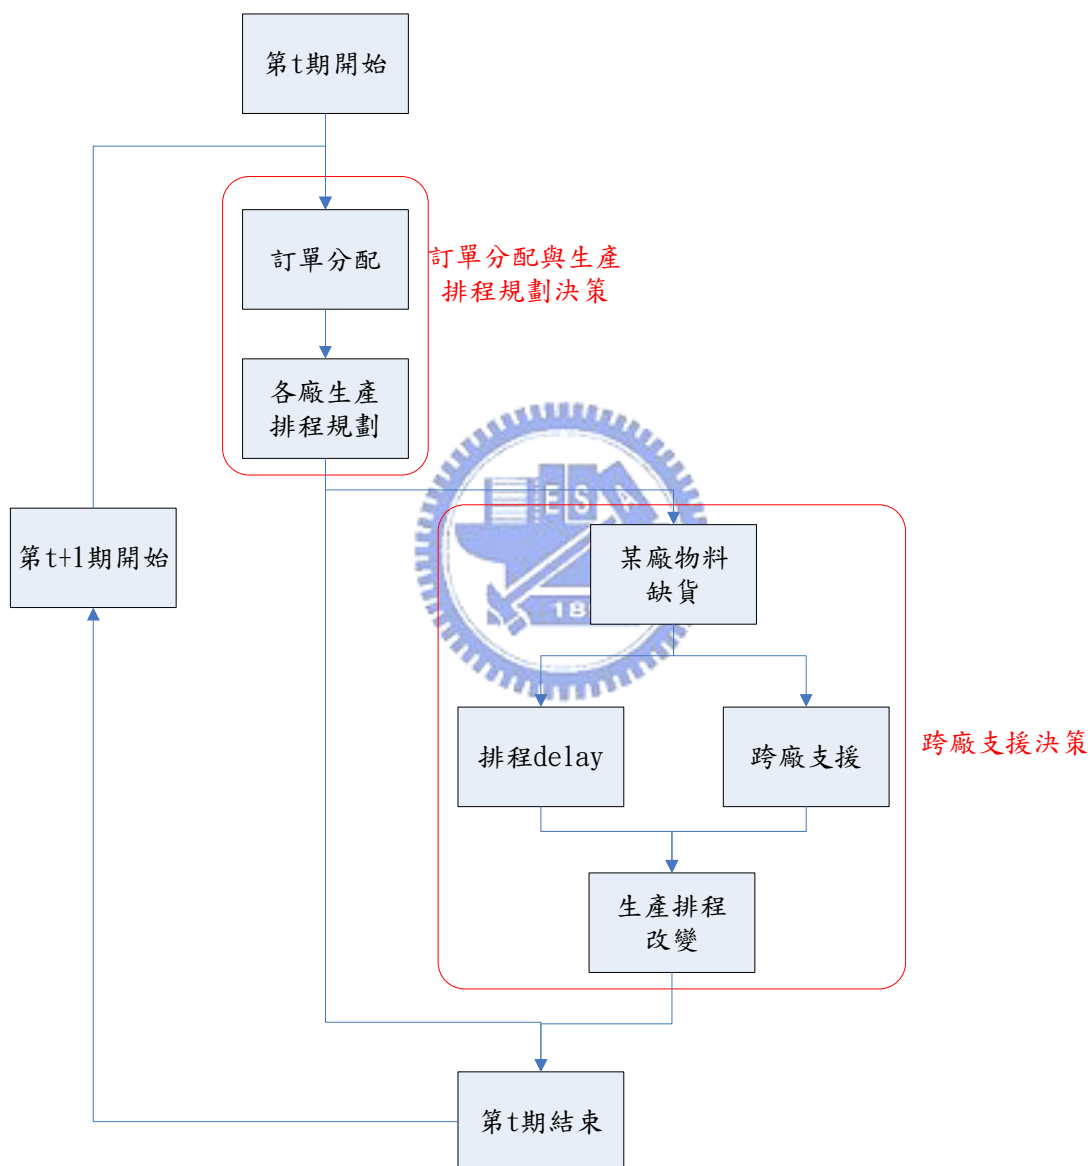 第t期開始
訂單分配
訂單分配與生產
排程規劃決策
各廠生產
排程規劃
第t+1期開始
ESA
某廠物料
缺貨
18
排程delay
跨廠支援
跨廠支援決策
生產排程
改變
第t期結束